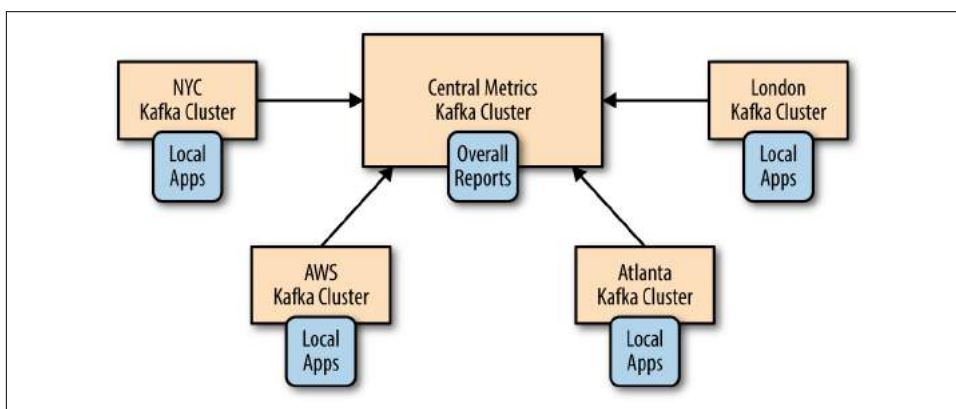 NYC
Kafka Cluster
Local
Apps
Central Metrics
Kafka Cluster
Overall
Reports
London
Kafka Cluster
Local
Apps
AWS
Kafka Cluster
Local
Apps
Atlanta
Kafka Cluster
Local
Apps